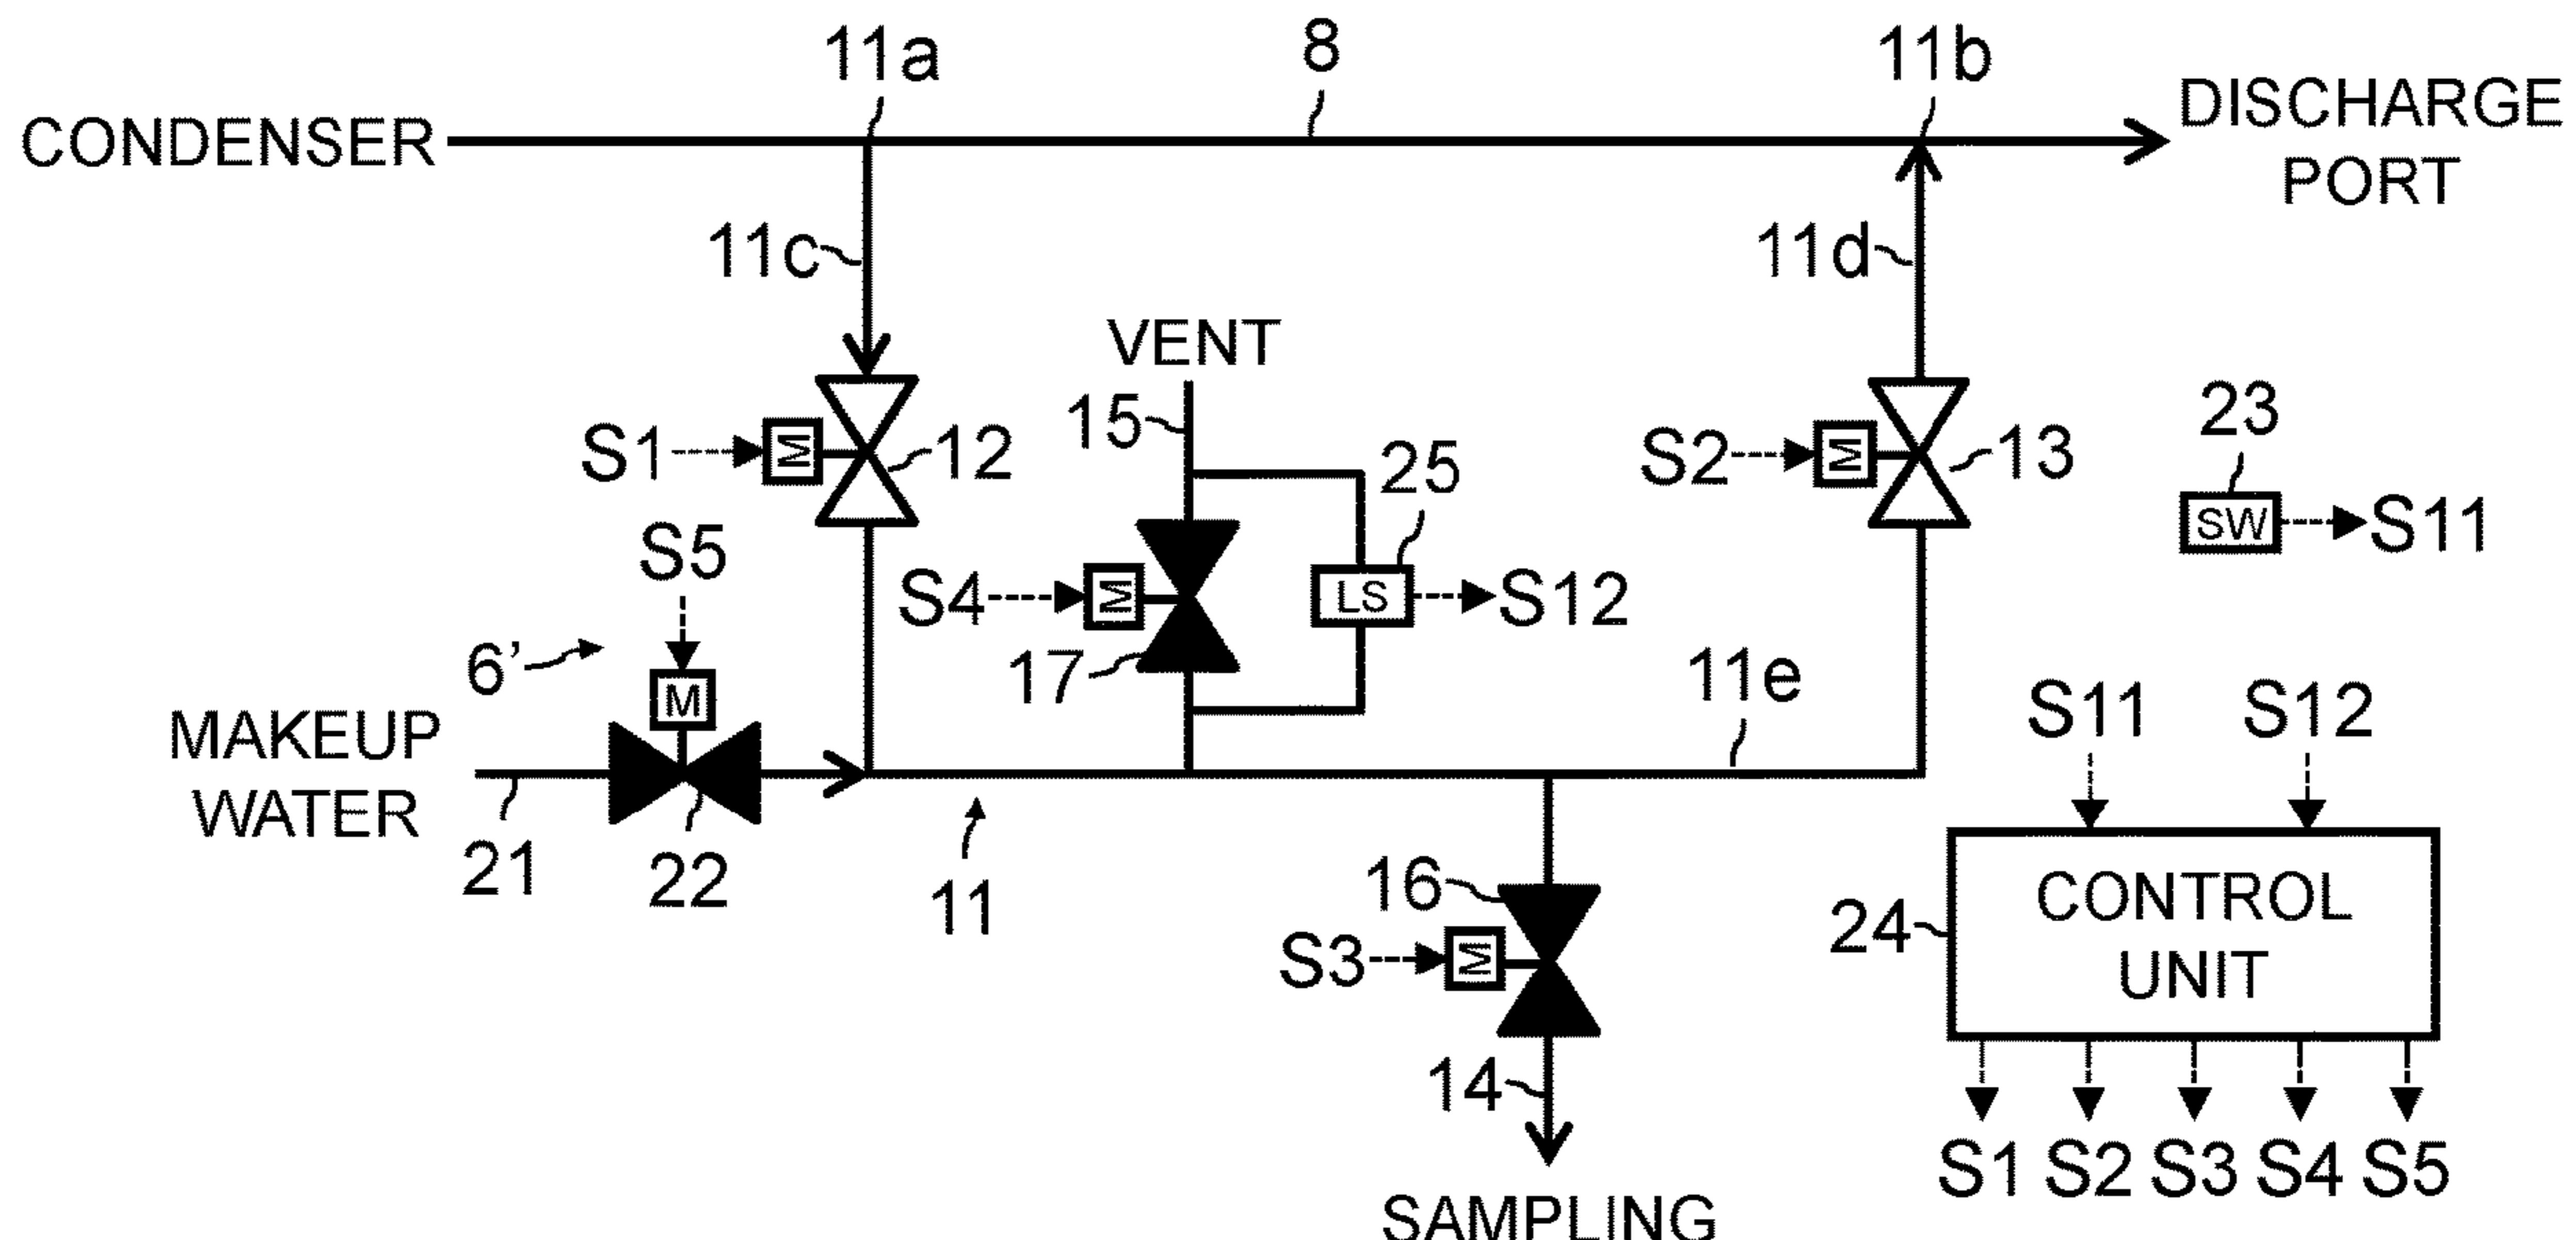 11a
8
11b
CONDENSER
DISCHARGE
PORT
11c
11d
VENT
15
S1
M
12
25
S2
M
13
23
SW
S11
S5
S4
M
LS
S12
6’
M
17
11e
MAKEUP
WATER
21
22
11
16
S3
M
14
SAMPLING
S11
S12
24
CONTROL
UNIT
S1
S2
S3
S4
S5